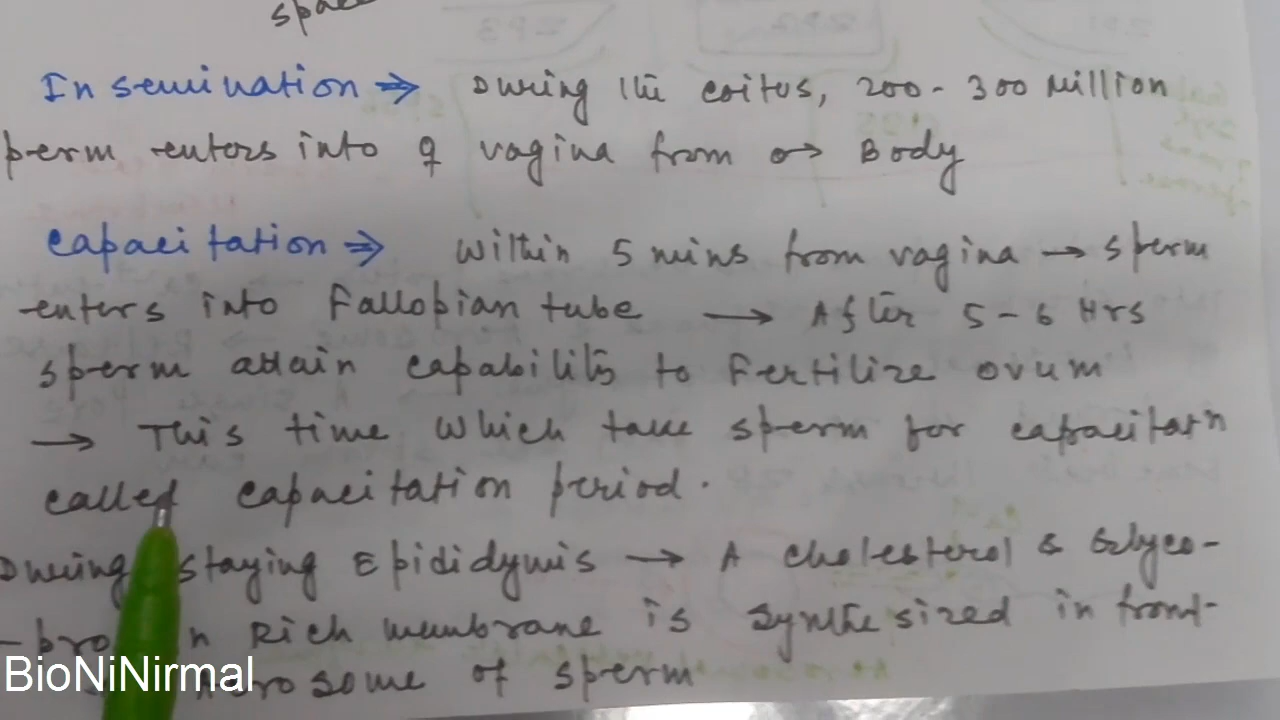 space
Insemination ⇒ During the coitus, 200 - 300 Million
perm enters into ♀ vagina from ♂ Body
Capacitation ⇒ Within 5 mins from vagina → sperm
enters into Fallopian tube → After 5-6 Hrs
sperm attain capability to Fertilize ovum
→ This time which take sperm for capacitatn
called capacitation period.
During staying Epididymis → A cholesterol & Glyco-
Rich membrane is synthesized in front-
of sperm
BioNiNirmal